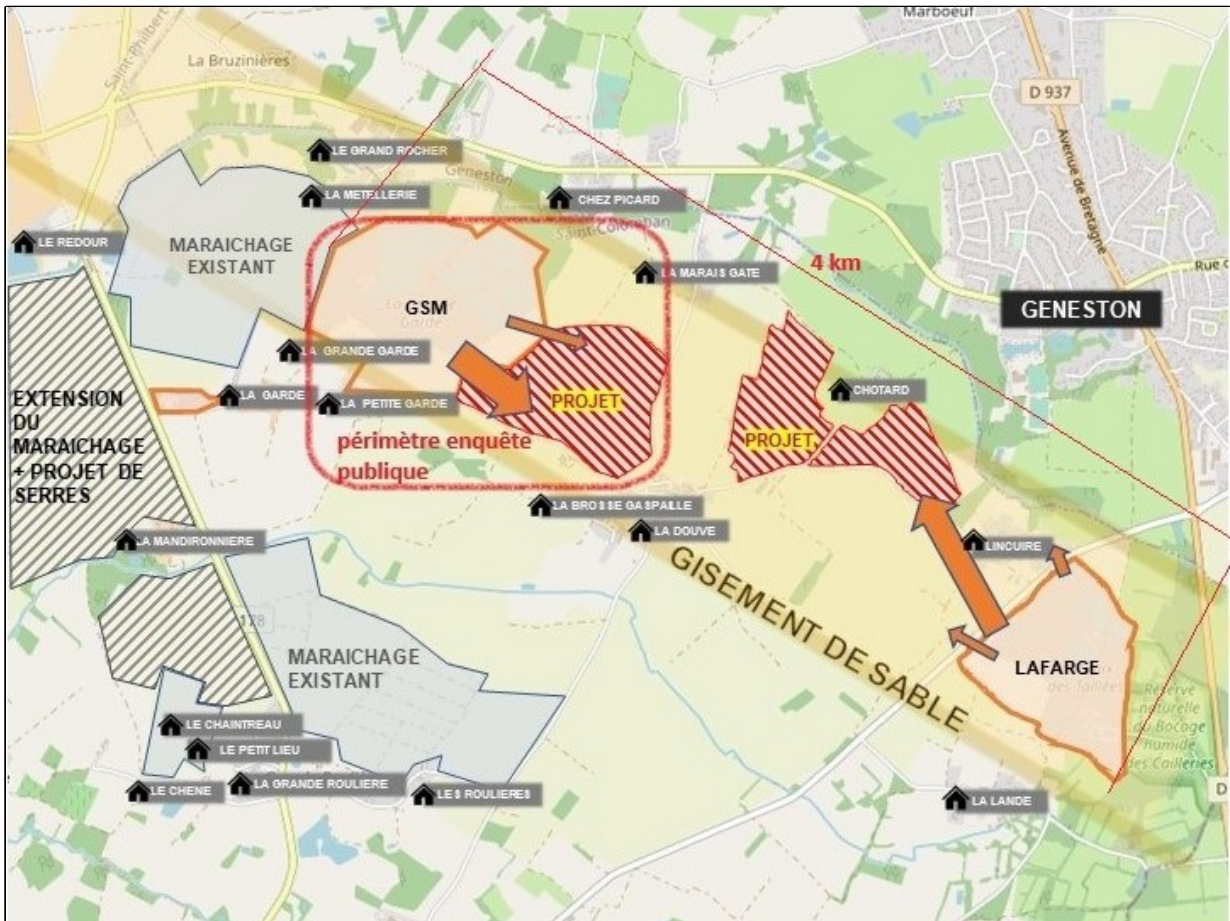 Marboeuf
Saint-Philbert
La Bruzinières
D 937
Avenue de Bretagne
LE GRAND ROCHER
Geneston
LA METELLERIE
CHEZ PICARD
Saint-Colomban
LE REDOUR
MARAICHAGE
EXISTANT
LA MARAIS GATE
4 km
Rue d
GENESTON
GSM
LA GRANDE GARDE
LA GARDE
LA PETITE GARDE
PROJET
CHOTARD
PROJET
EXTENSION
DU
MARAICHAGE
+ PROJET DE
SERRES
périmètre enquête
publique
LA BROSSE GASPAILLE
LA DOUVE
LA MANDIRONNIERE
LINCUIRE
GISEMENT DE SABLE
178
MARAICHAGE
EXISTANT
LAFARGE
Réserve
naturelle
du Bocage
humide
des Cailleries
LE CHAINTREAU
LE PETIT LIEU
LE CHENE
LA GRANDE ROULIERE
LES ROULIERES
LA LANDE
D